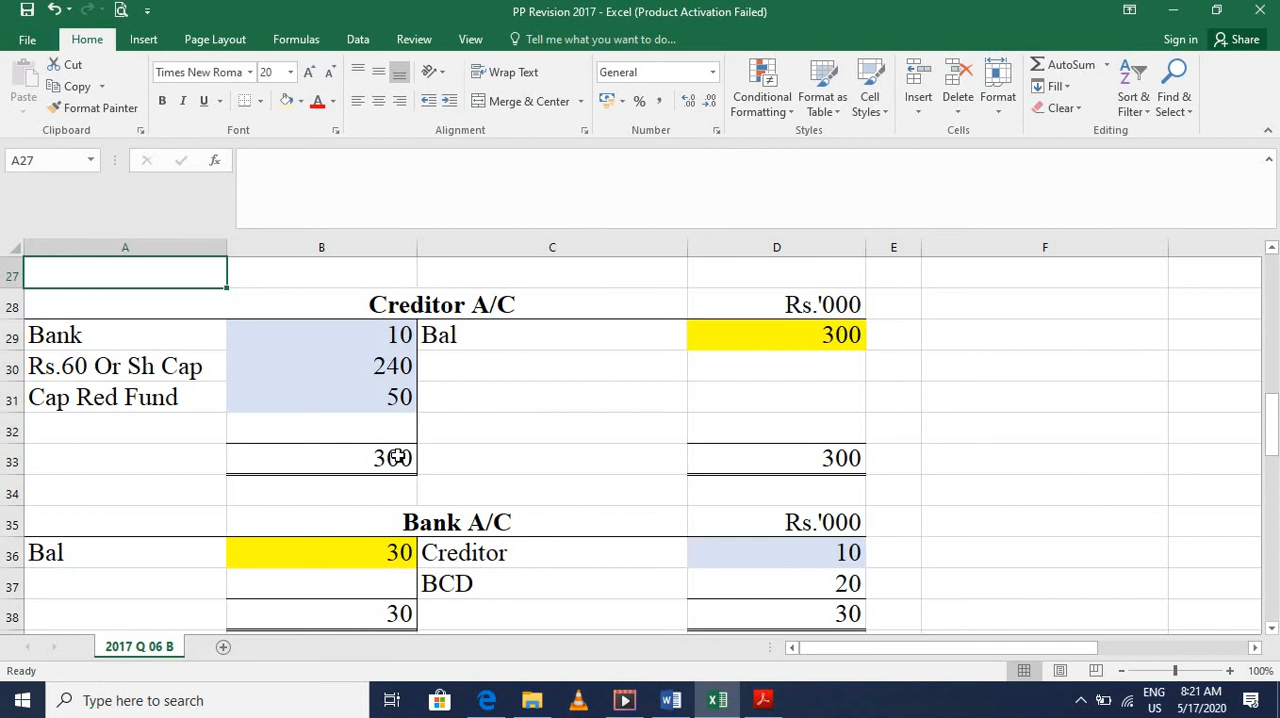 PP Revision 2017 - Excel (Product Activation Failed)
File Home Insert Page Layout Formulas Data Review View Tell me what you want to do... Sign in Share
Paste Cut Copy Format Painter Clipboard
Times New Roma 20 B I U A Font
Wrap Text Merge & Center Alignment
General % , Number
Conditional Formatting Format as Table Cell Styles Styles
Insert Delete Format Cells
AutoSum Fill Clear Sort & Filter Find & Select Editing
A27 fx
A B C D E F
27
28 Creditor A/C Rs.'000
29 Bank 10 Bal 300
30 Rs.60 Or Sh Cap 240
31 Cap Red Fund 50
32
33 300 300
34
35 Bank A/C Rs.'000
36 Bal 30 Creditor 10
37 BCD 20
38 30 30
2017 Q 06 B
Ready 100%
Type here to search ENG US 8:21 AM 5/17/2020